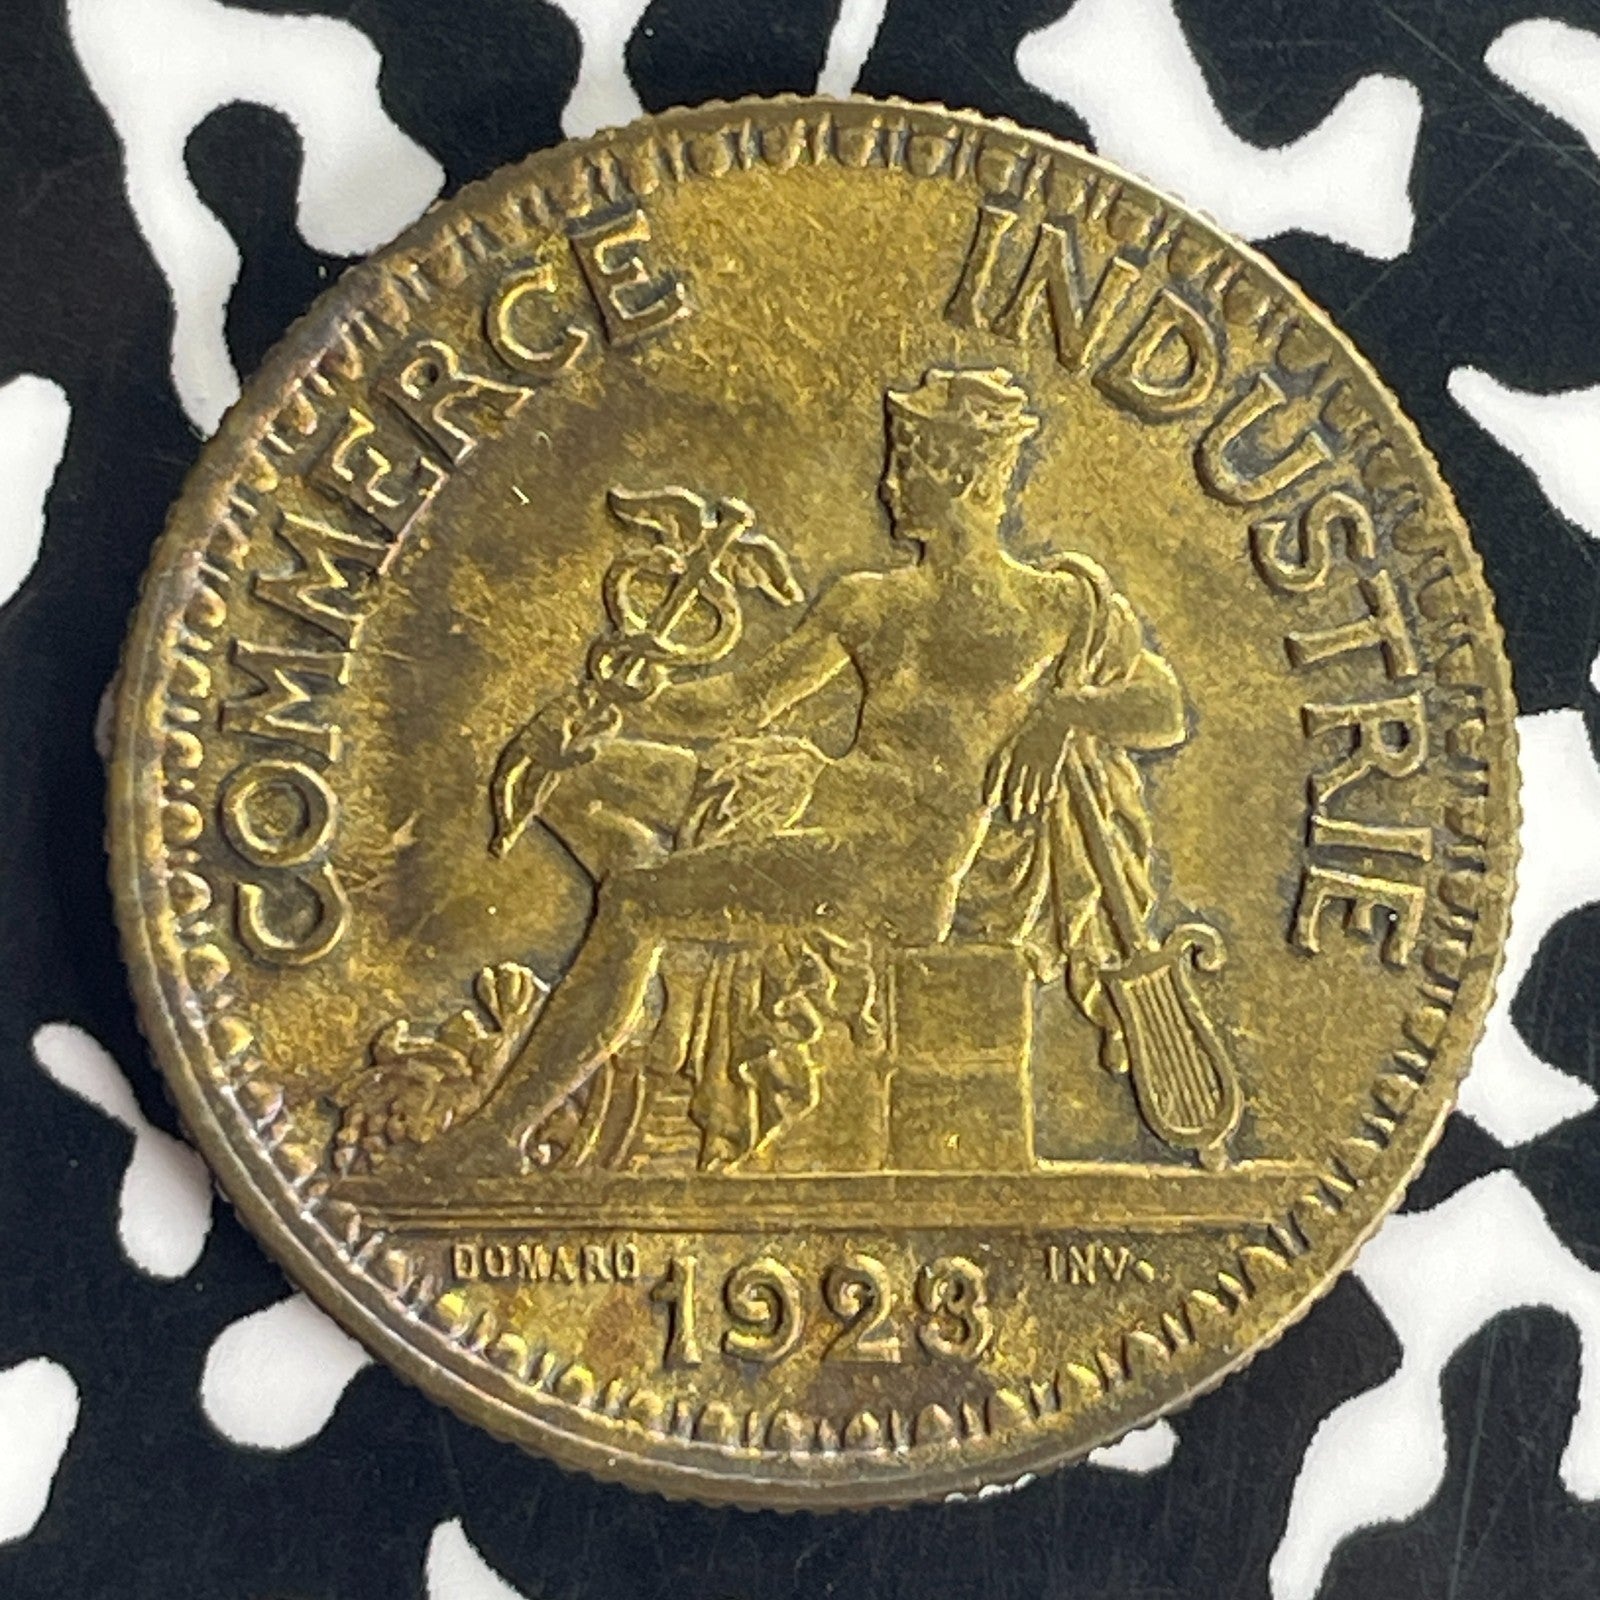 COMMERCE INDUSTRIE
DOMARD 1923 INV.